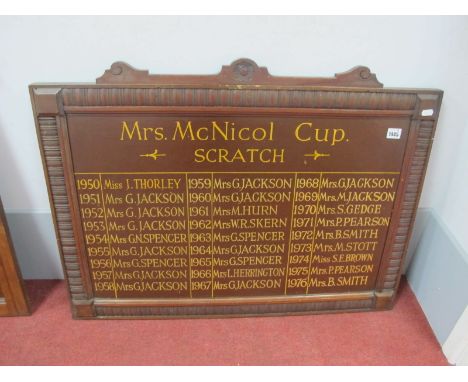 Mrs. McNicol Cup.
SCRATCH
1950 Miss J. THORLEY
1951 Mrs G. JACKSON
1952 Mrs G. JACKSON
1953 Mrs G. JACKSON
1954 Mrs G.N. SPENCER
1955 Mrs G. JACKSON
1956 Mrs G. SPENCER
1957 Mrs G. JACKSON
1958 Mrs G. JACKSON
1959 Mrs G. JACKSON
1960 Mrs G. JACKSON
1961 Mrs M. HURN
1962 Mrs W.R. SKERN
1963 Mrs G. SPENCER
1964 Mrs G. JACKSON
1965 Mrs G. SPENCER
1966 Mrs L. HERRINGTON
1967 Mrs G. JACKSON
1968 Mrs. G. JACKSON
1969 Mrs. M. JACKSON
1970 Mrs. S. GEDGE
1971 Mrs. P. PEARSON
1972 Mrs. B. SMITH
1973 Mrs. M. STOTT
1974 Miss S.E. BROWN
1975 Mrs. P. PEARSON
1976 Mrs. B. SMITH